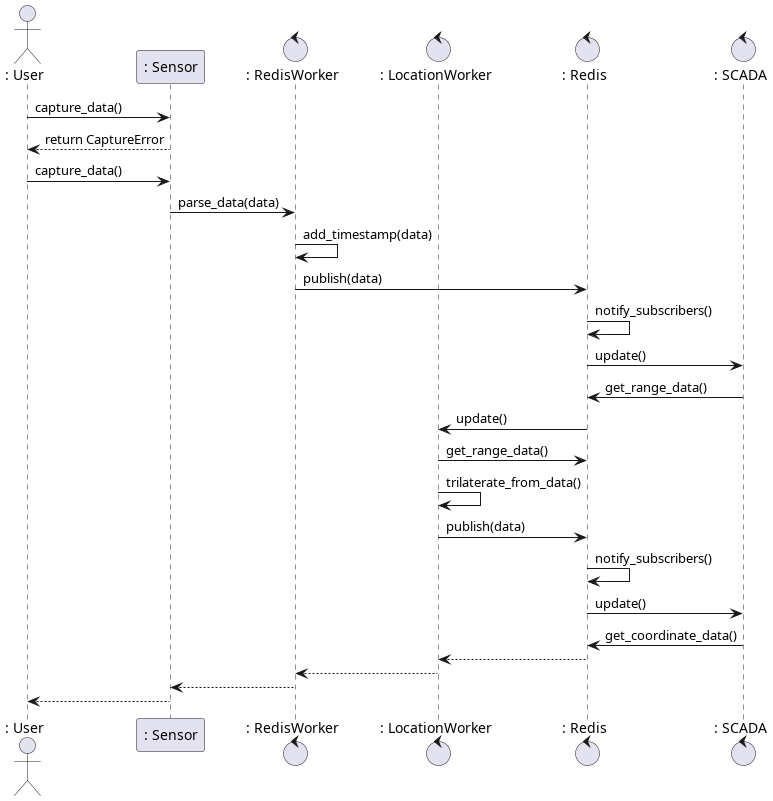 : User
: Sensor
: RedisWorker
: LocationWorker
: Redis
: SCADA
capture_data()
return CaptureError
capture_data()
parse_data(data)
add_timestamp(data)
publish(data)
notify_subscribers()
update()
get_range_data()
update()
get_range_data()
trilaterate_from_data()
publish(data)
notify_subscribers()
update()
get_coordinate_data()
: User
: Sensor
: RedisWorker
: LocationWorker
: Redis
: SCADA